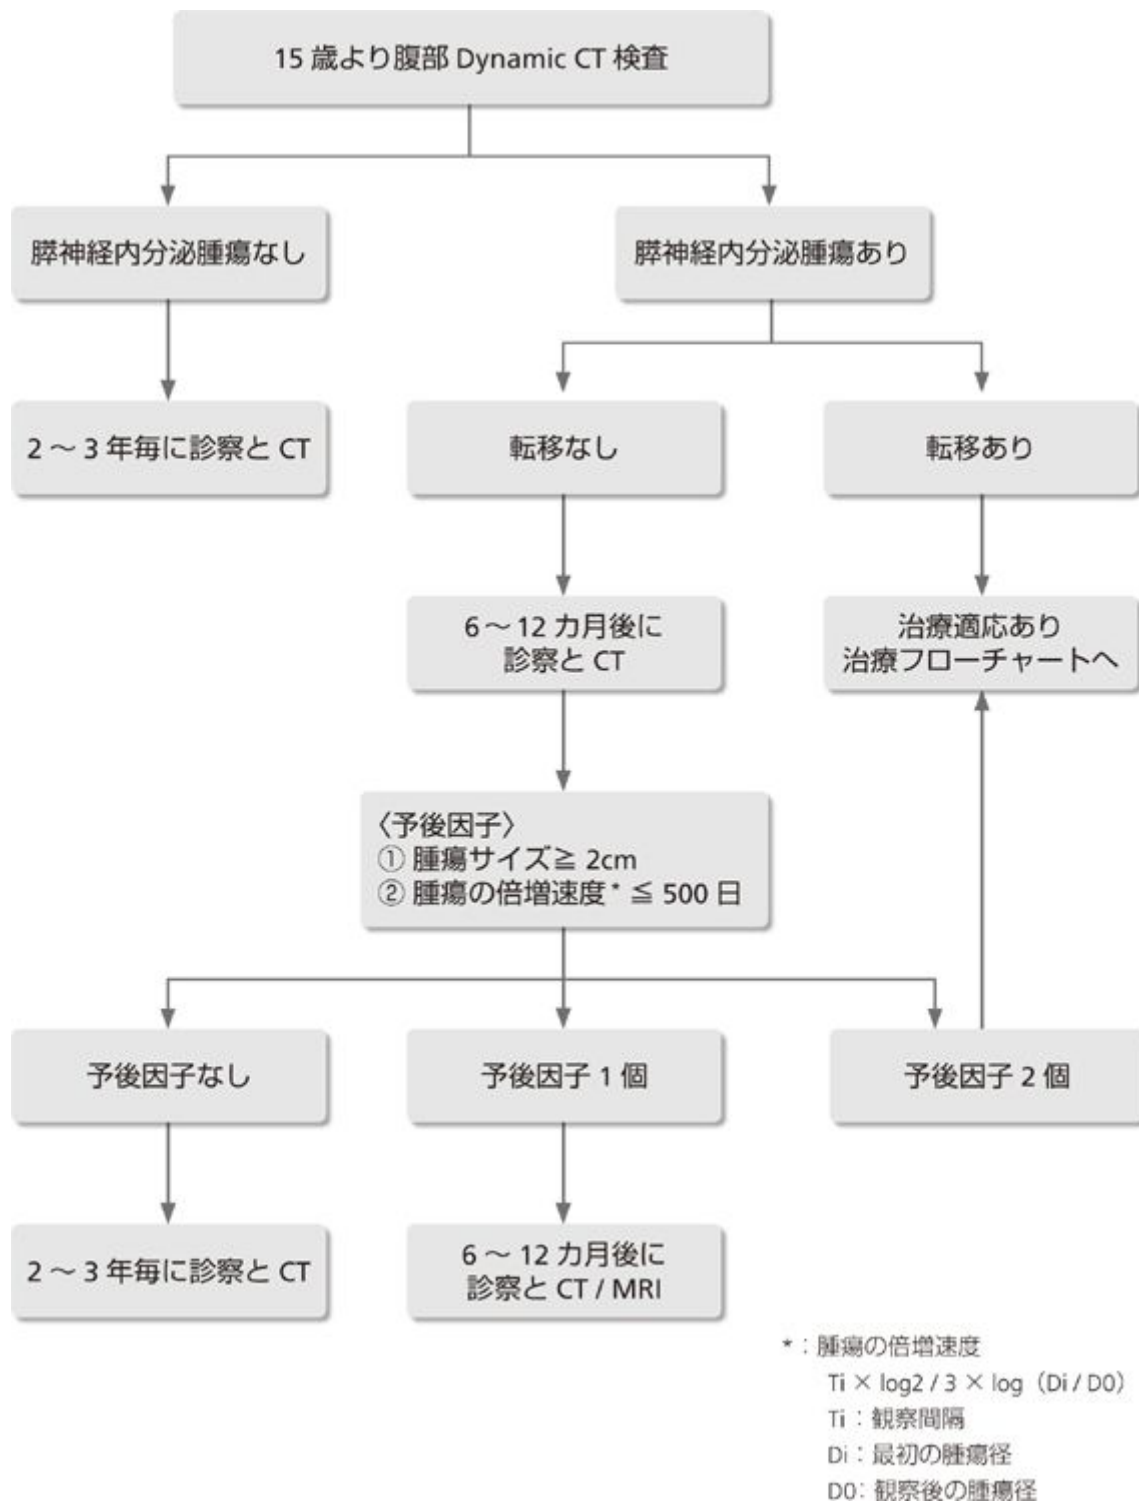 15 歳より腹部 Dynamic CT 検査
膵神経内分泌腫瘍なし
膵神経内分泌腫瘍あり
2 ～ 3 年毎に診察と CT
転移なし
転移あり
6 ～ 12 カ月後に
診察と CT
治療適応あり
治療フローチャートへ
〈予後因子〉
① 腫瘍サイズ≧ 2cm
② 腫瘍の倍増速度* ≦ 500 日
予後因子なし
予後因子 1 個
予後因子 2 個
2 ～ 3 年毎に診察と CT
6 ～ 12 カ月後に
診察と CT / MRI
*：腫瘍の倍増速度
Ti × log2 / 3 × log（Di / D0）
Ti：観察間隔
Di：最初の腫瘍径
D0：観察後の腫瘍径